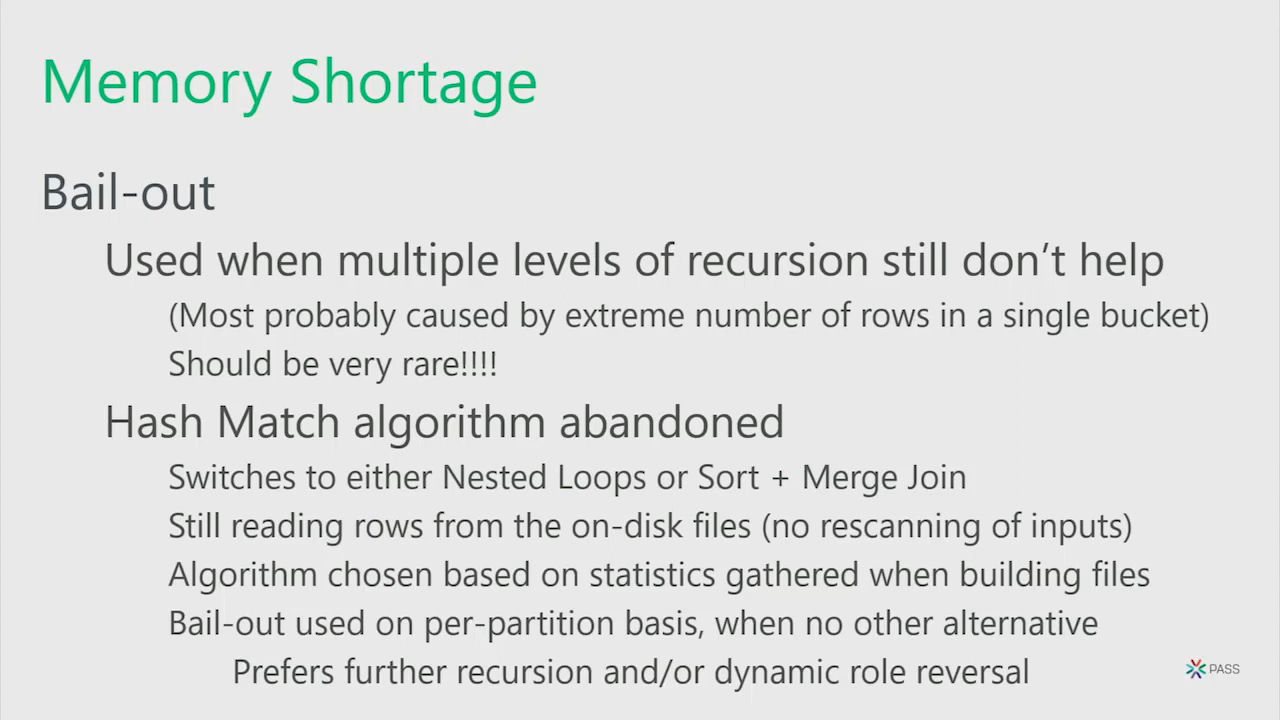 Memory Shortage
Bail-out
Used when multiple levels of recursion still don't help
(Most probably caused by extreme number of rows in a single bucket)
Should be very rare!!!!
Hash Match algorithm abandoned
Switches to either Nested Loops or Sort + Merge Join
Still reading rows from the on-disk files (no rescanning of inputs)
Algorithm chosen based on statistics gathered when building files
Bail-out used on per-partition basis, when no other alternative
Prefers further recursion and/or dynamic role reversal
PASS